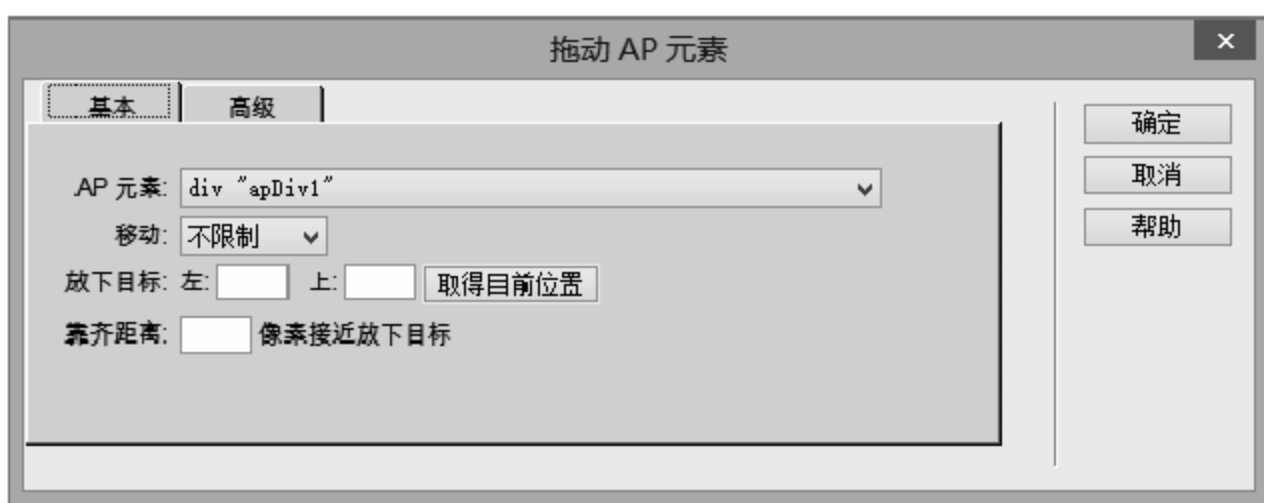 拖动 AP 元素
×
基本 高级
AP 元素: div "apDiv1"
移动: 不限制
放下目标: 左: 上: 取得目前位置
靠齐距离: 像素接近放下目标
确定
取消
帮助